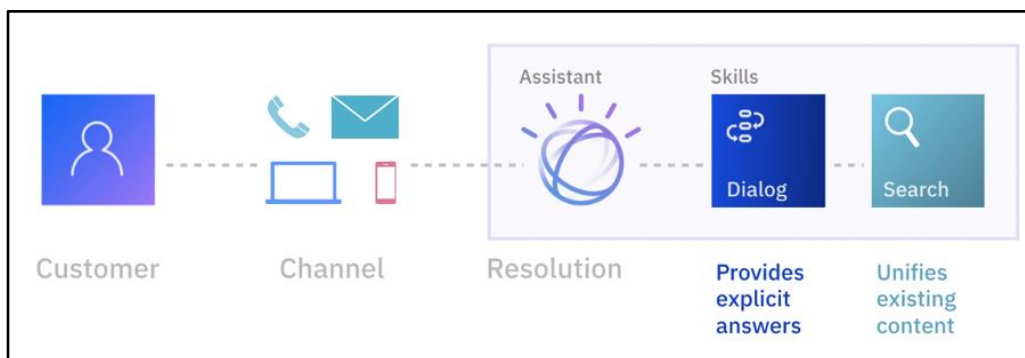 Assistant
Skills
Dialog
Search
Customer
Channel
Resolution
Provides
explicit
answers
Unifies
existing
content